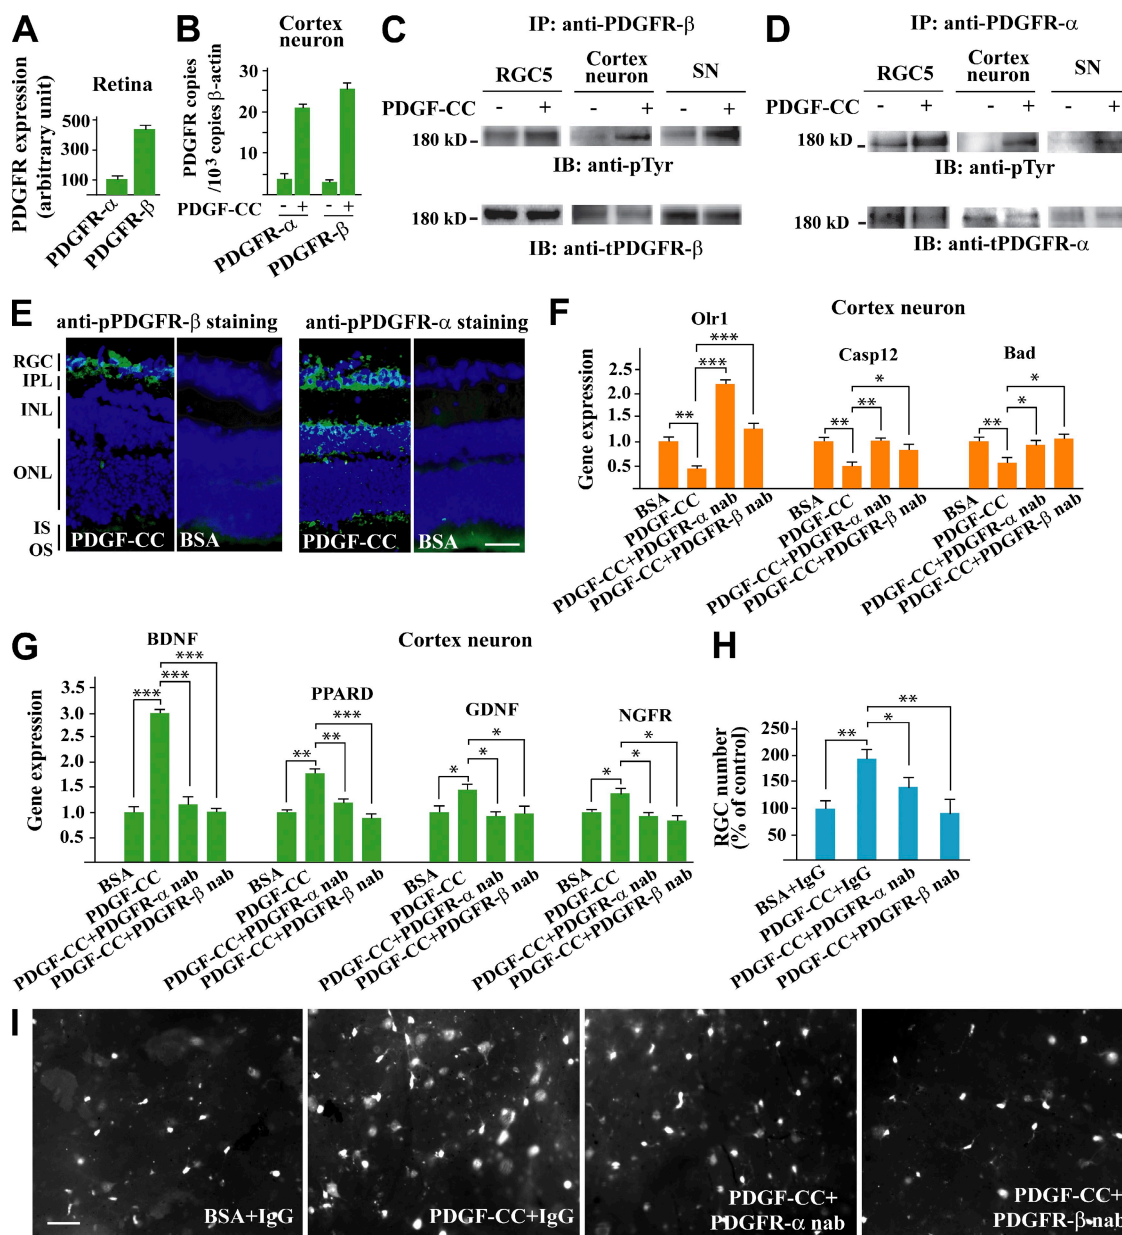 A
Retina
PDGFR expression
(arbitrary unit)
500
300
100
PDGFR-α
PDGFR-β
B
Cortex
neuron
PDGFR copies
/10³ copies β-actin
30
20
10
0
- + - +
PDGF-CC
PDGFR-α
PDGFR-β
C
IP: anti-PDGFR-β
RGC5
Cortex
neuron
SN
PDGF-CC - + - + - +
180 kD
IB: anti-pTyr
180 kD
IB: anti-tPDGFR-β
D
IP: anti-PDGFR-α
RGC5
Cortex
neuron
SN
PDGF-CC - + - + - +
180 kD
IB: anti-pTyr
180 kD
IB: anti-tPDGFR-α
E
anti-pPDGFR-β staining
anti-pPDGFR-α staining
RGC
IPL
INL
ONL
IS
OS
PDGF-CC
BSA
PDGF-CC
BSA
F
Cortex neuron
Gene expression
2.5
2.0
1.5
1.0
0.5
Olr1
**
***
***
BSA
PDGF-CC
PDGF-CC+PDGFR-α nab
PDGF-CC+PDGFR-β nab
Casp12
**
**
*
BSA
PDGF-CC
PDGF-CC+PDGFR-α nab
PDGF-CC+PDGFR-β nab
Bad
**
*
*
BSA
PDGF-CC
PDGF-CC+PDGFR-α nab
PDGF-CC+PDGFR-β nab
G
Cortex neuron
Gene expression
3.5
3.0
2.0
1.5
1.0
0.5
BDNF
***
***
***
BSA
PDGF-CC
PDGF-CC+PDGFR-α nab
PDGF-CC+PDGFR-β nab
PPARD
**
**
***
BSA
PDGF-CC
PDGF-CC+PDGFR-α nab
PDGF-CC+PDGFR-β nab
GDNF
*
*
*
BSA
PDGF-CC
PDGF-CC+PDGFR-α nab
PDGF-CC+PDGFR-β nab
NGFR
*
*
*
BSA
PDGF-CC
PDGF-CC+PDGFR-α nab
PDGF-CC+PDGFR-β nab
H
RGC number
(% of control)
250
200
150
100
50
**
*
**
BSA+IgG
PDGF-CC+IgG
PDGF-CC+PDGFR-α nab
PDGF-CC+PDGFR-β nab
I
BSA+IgG
PDGF-CC+IgG
PDGF-CC+
PDGFR-α nab
PDGF-CC+
PDGFR-β nab